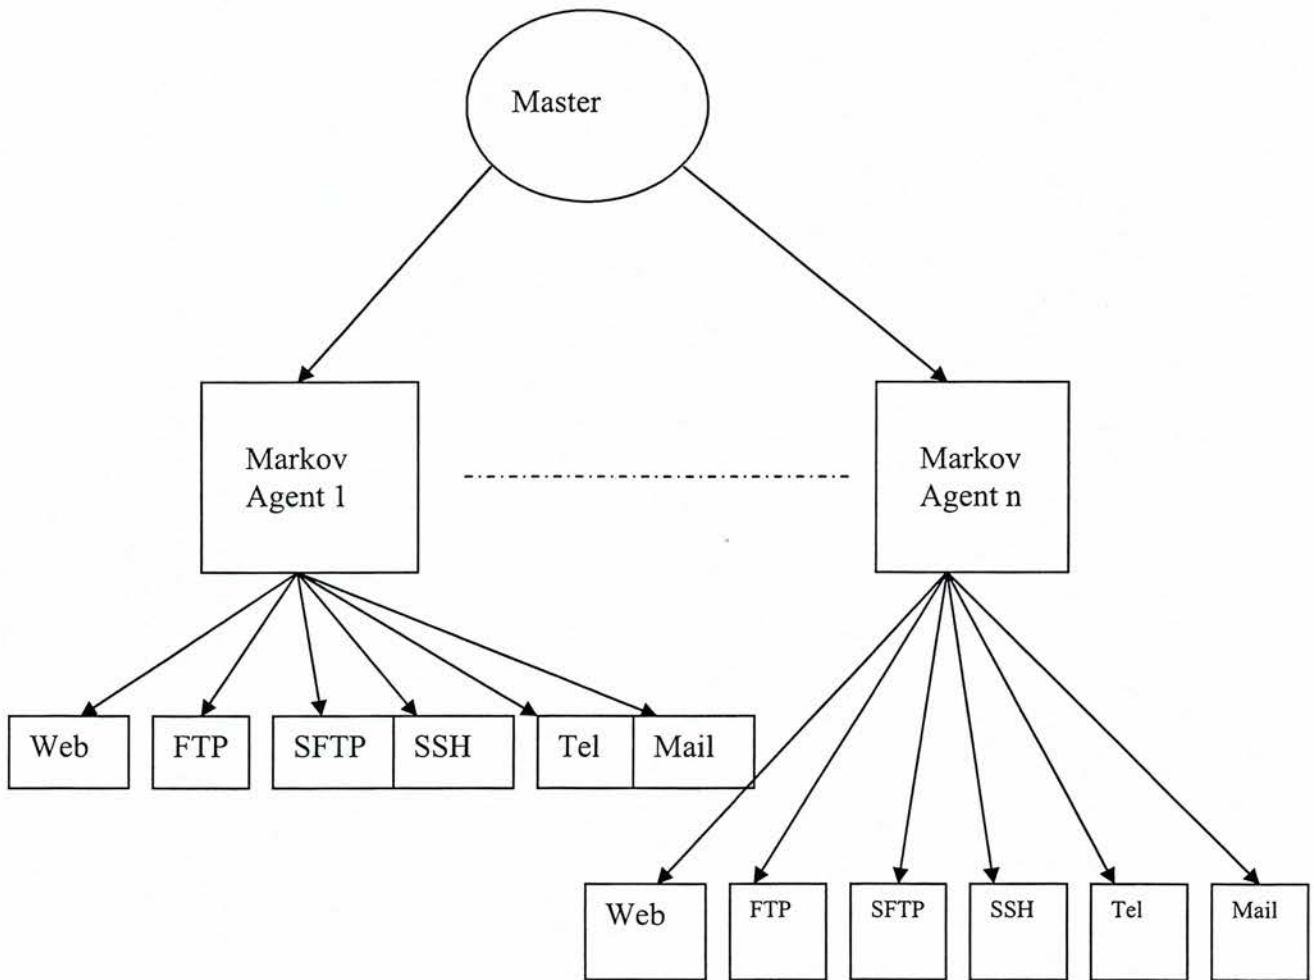 Master
Markov
Agent 1
Markov
Agent n
Web
FTP
SFTP
SSH
Tel
Mail
Web
FTP
SFTP
SSH
Tel
Mail